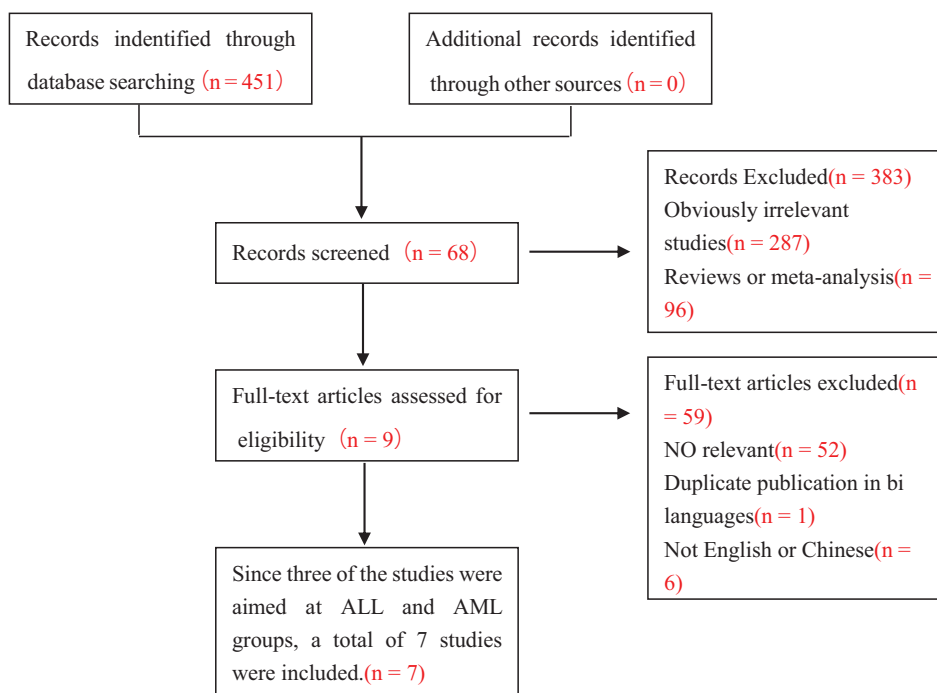 Records indentified through
database searching（n = 451）
Additional records identified
through other sources（n = 0）
Records Excluded(n = 383)
Obviously irrelevant
studies(n = 287)
Reviews or meta-analysis(n =
96)
Records screened （n = 68）
Full-text articles assessed for
eligibility （n = 9）
Full-text articles excluded(n
= 59)
NO relevant(n = 52)
Duplicate publication in bi
languages(n = 1)
Not English or Chinese(n =
6)
Since three of the studies were
aimed at ALL and AML
groups, a total of 7 studies
were included.(n = 7)